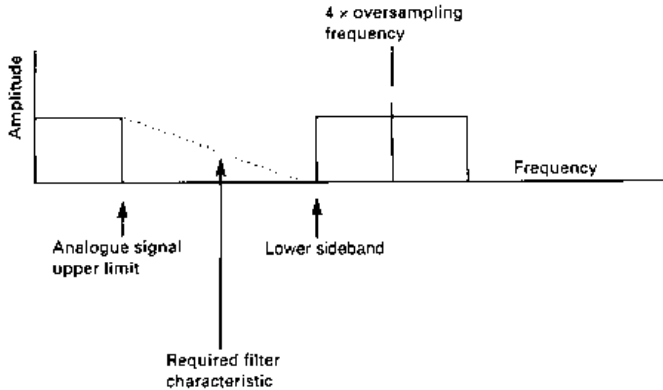 4 × oversampling
frequency
Amplitude
Frequency
Analogue signal
upper limit
Lower sideband
Required filter
characteristic